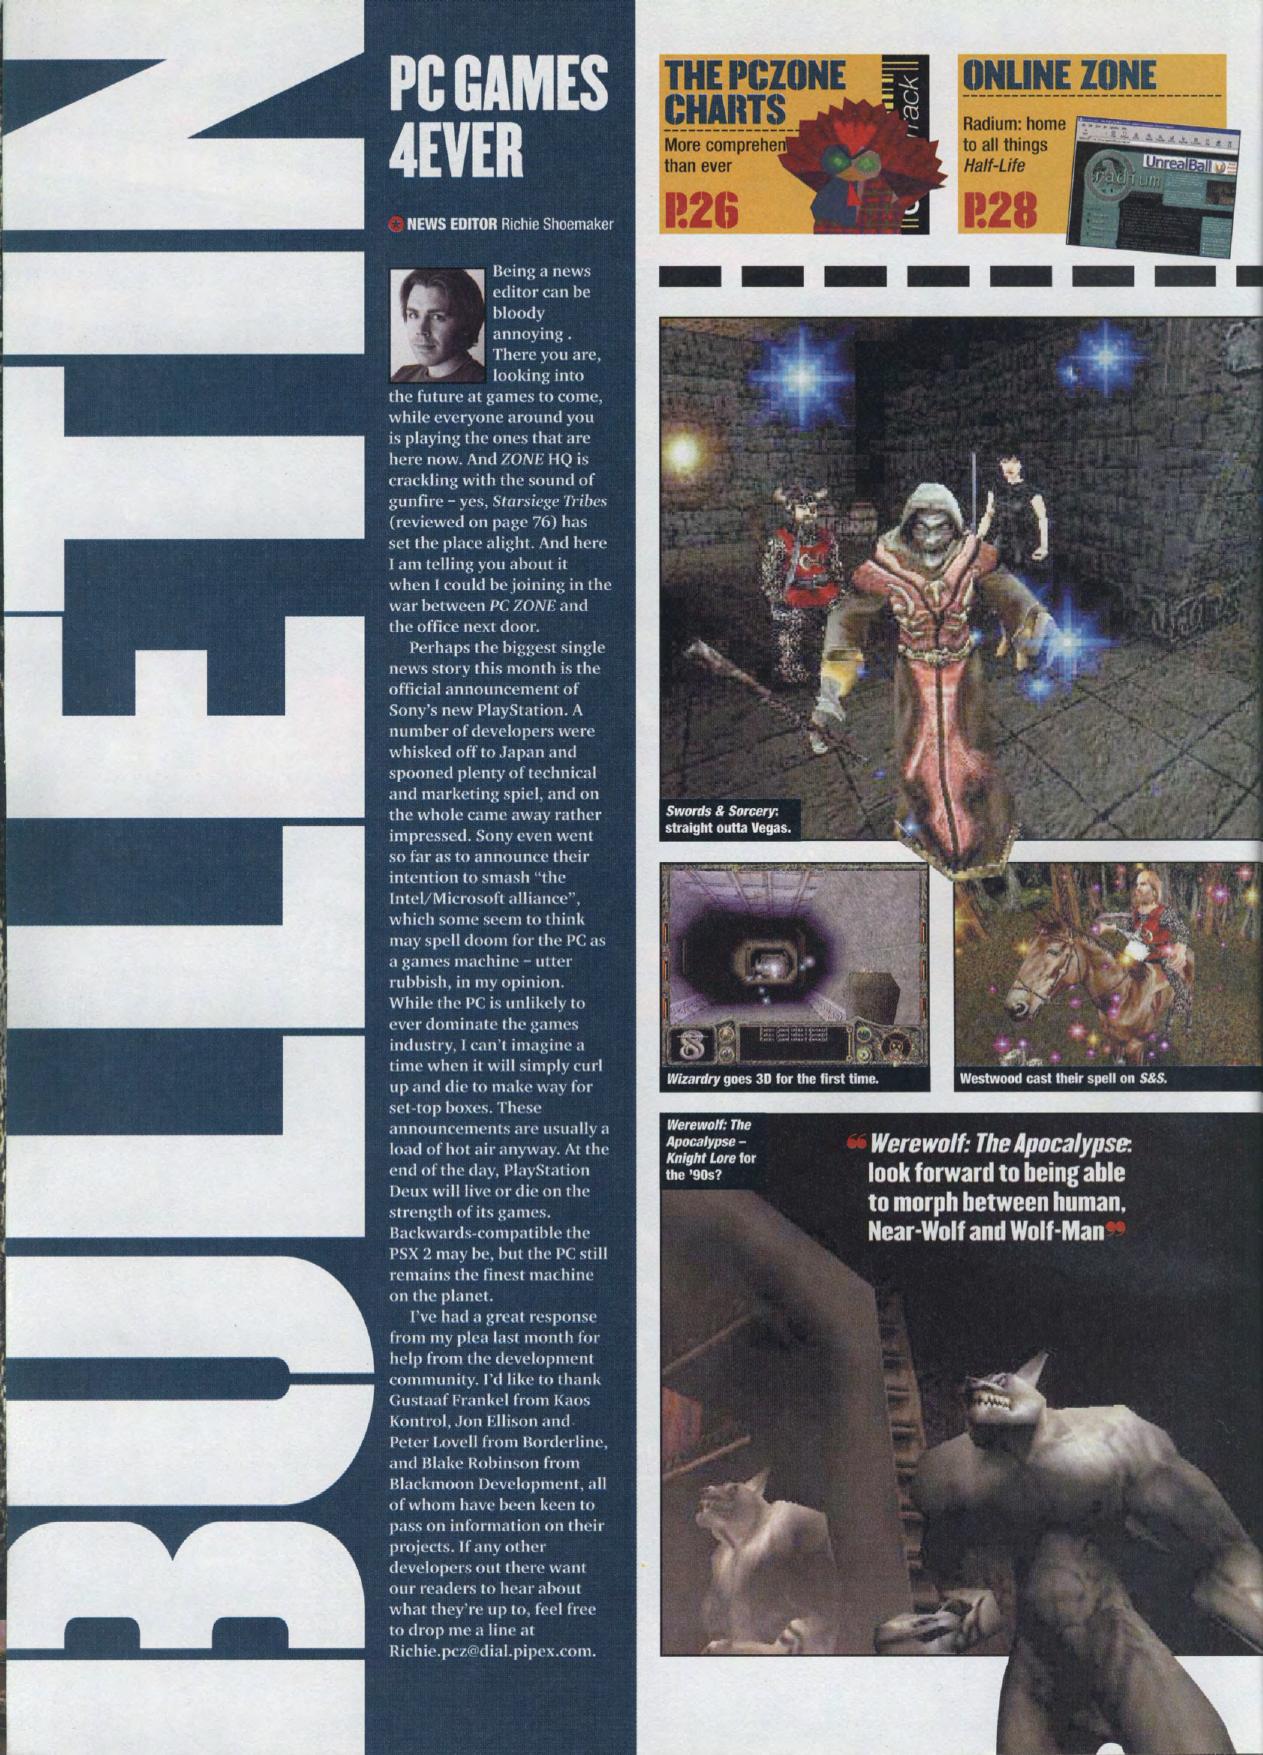 BULLETIN
PC GAMES
4EVER
NEWS EDITOR Richie Shoemaker
Being a news
editor can be
bloody
annoying .
There you are,
looking into
the future at games to come,
while everyone around you
is playing the ones that are
here now. And ZONE HQ is
crackling with the sound of
gunfire – yes, Starsiege Tribes
(reviewed on page 76) has
set the place alight. And here
I am telling you about it
when I could be joining in the
war between PC ZONE and
the office next door.
Perhaps the biggest single
news story this month is the
official announcement of
Sony's new PlayStation. A
number of developers were
whisked off to Japan and
spooned plenty of technical
and marketing spiel, and on
the whole came away rather
impressed. Sony even went
so far as to announce their
intention to smash "the
Intel/Microsoft alliance",
which some seem to think
may spell doom for the PC as
a games machine – utter
rubbish, in my opinion.
While the PC is unlikely to
ever dominate the games
industry, I can't imagine a
time when it will simply curl
up and die to make way for
set-top boxes. These
announcements are usually a
load of hot air anyway. At the
end of the day, PlayStation
Deux will live or die on the
strength of its games.
Backwards-compatible the
PSX 2 may be, but the PC still
remains the finest machine
on the planet.
I've had a great response
from my plea last month for
help from the development
community. I'd like to thank
Gustaaf Frankel from Kaos
Kontrol, Jon Ellison and
Peter Lovell from Borderline,
and Blake Robinson from
Blackmoon Development, all
of whom have been keen to
pass on information on their
projects. If any other
developers out there want
our readers to hear about
what they're up to, feel free
to drop me a line at
Richie.pcz@dial.pipex.com.
THE PCZONE
CHARTS
More comprehen
than ever
P.26
rack
ONLINE ZONE
Radium: home
to all things
Half-Life
P.28
radium
UnrealBall
Swords & Sorcery:
straight outta Vegas.
Wizardry goes 3D for the first time.
Westwood cast their spell on S&S.
Werewolf: The
Apocalypse –
Knight Lore for
the '90s?
❝ Werewolf: The Apocalypse:
look forward to being able
to morph between human,
Near-Wolf and Wolf-Man❞